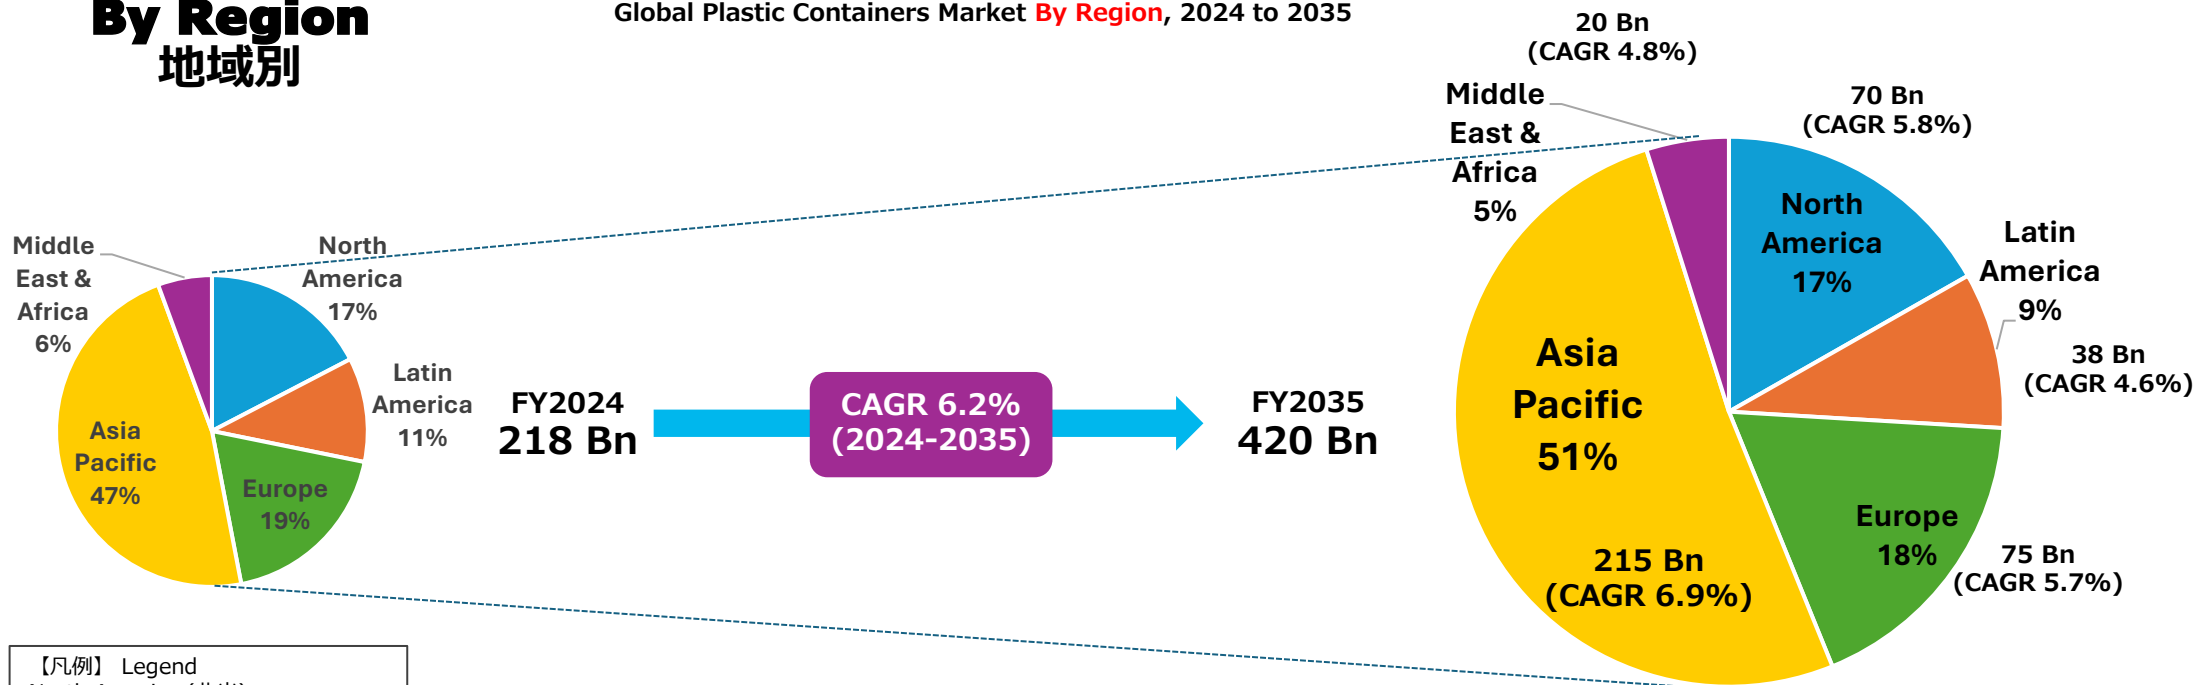 By Region
地域別
Global Plastic Containers Market By Region, 2024 to 2035
Middle
East &
Africa
6%
North
America
17%
Latin
America
11%
Europe
19%
Asia
Pacific
47%
FY2024
218 Bn
CAGR 6.2%
(2024-2035)
FY2035
420 Bn
20 Bn
(CAGR 4.8%)
Middle
East &
Africa
5%
70 Bn
(CAGR 5.8%)
North
America
17%
Latin
America
9%
38 Bn
(CAGR 4.6%)
Asia
Pacific
51%
215 Bn
(CAGR 6.9%)
Europe
18%
75 Bn
(CAGR 5.7%)
【凡例】 Legend